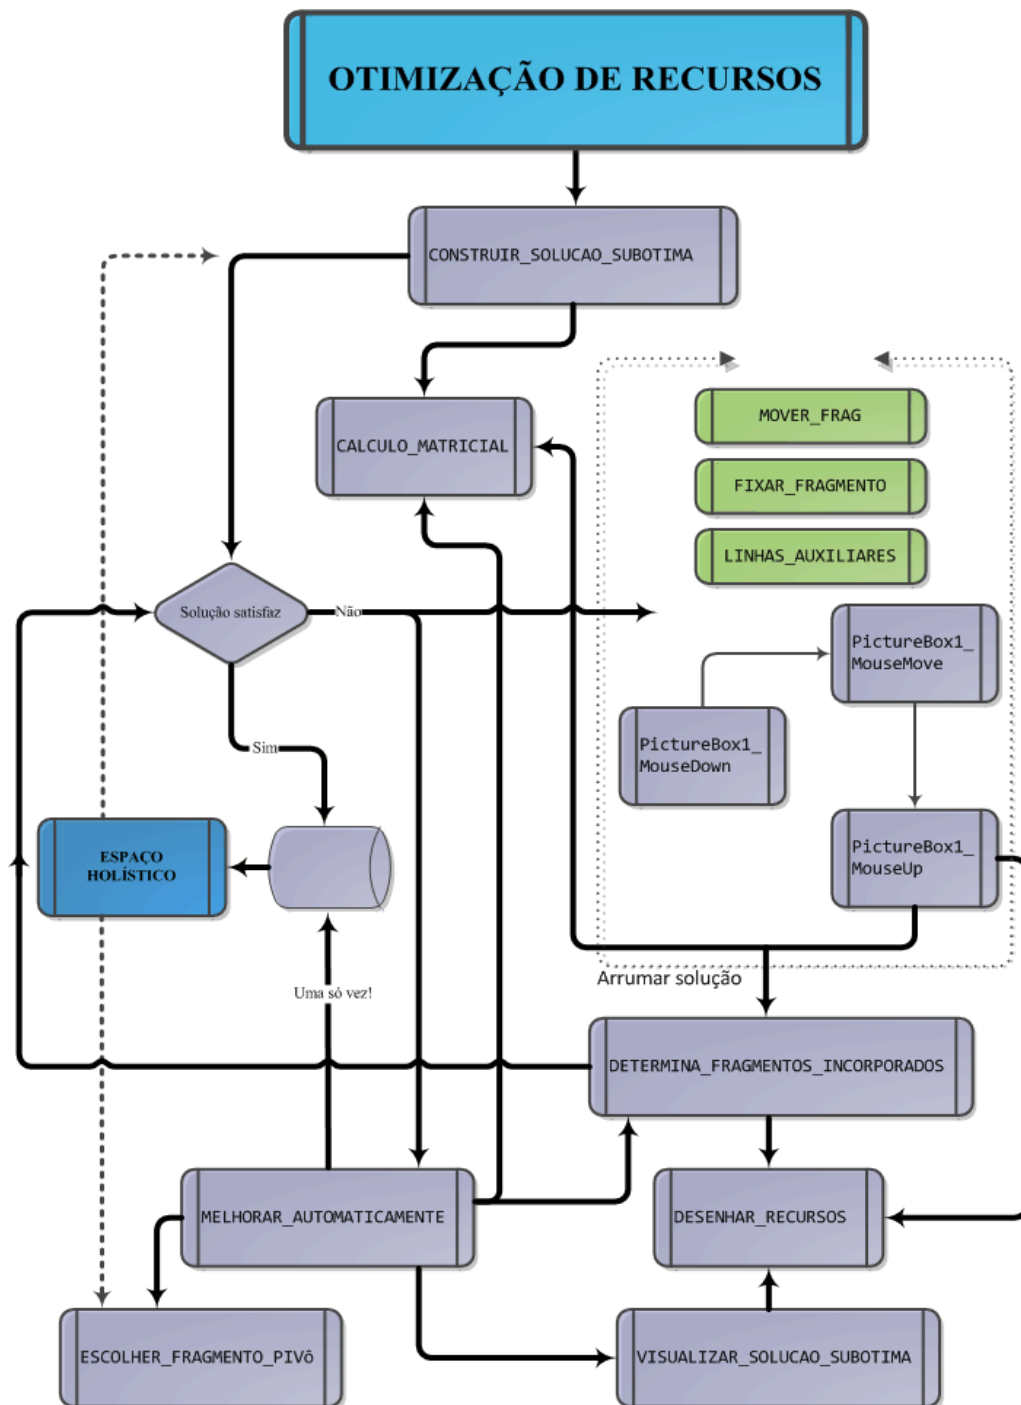 OTIMIZAÇÃO DE RECURSOS
CONSTRUIR_SOLUCAO_SUBOTIMA
CALCULO_MATRICIAL
MOVER_FRAG
FIXAR_FRAGMENTO
LINHAS_AUXILIARES
Solução satisfaz
Não
PictureBox1_
MouseMove
PictureBox1_
MouseDown
Sim
ESPAÇO
HOLÍSTICO
PictureBox1_
MouseUp
Arrumar solução
Uma só vez!
DETERMINA_FRAGMENTOS_INCORPORADOS
MELHORAR_AUTOMATICAMENTE
DESENHAR_RECURSOS
ESCOLHER_FRAGMENTO_PIVô
VISUALIZAR_SOLUCAO_SUBOTIMA